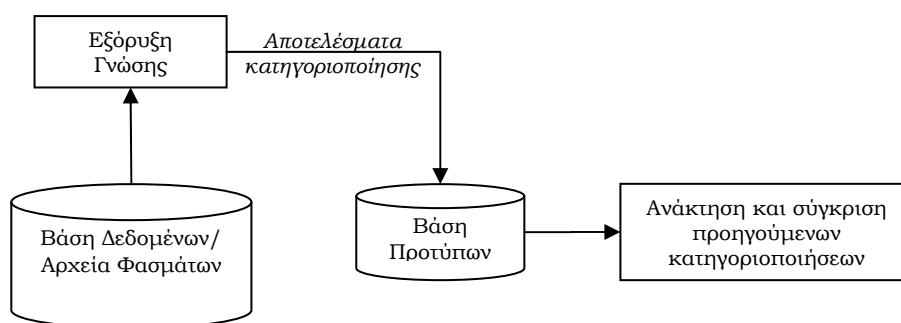 Εξόρυξη
Γνώσης
Αποτελέσματα
κατηγοριοποίησης
Βάση Δεδομένων/
Αρχεία Φασμάτων
Βάση
Προτύπων
Ανάκτηση και σύγκριση
προηγούμενων
κατηγοριοποιήσεων